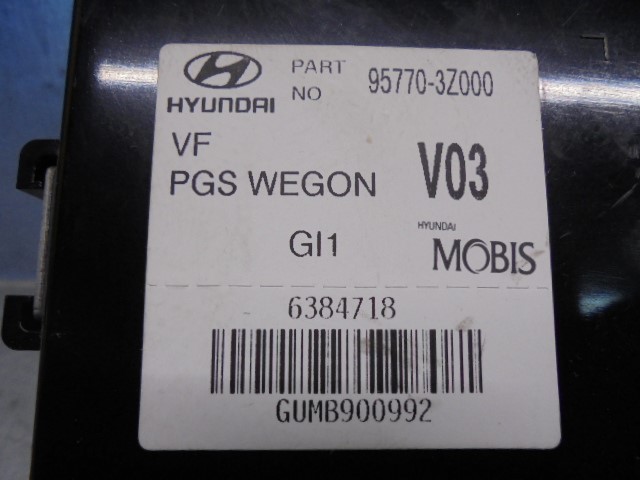 HYUNDAI
PART NO 95770-3Z000
VF
PGS WEGON V03
GI1
HYUNDAI MOBIS
6384718
GUMB900992